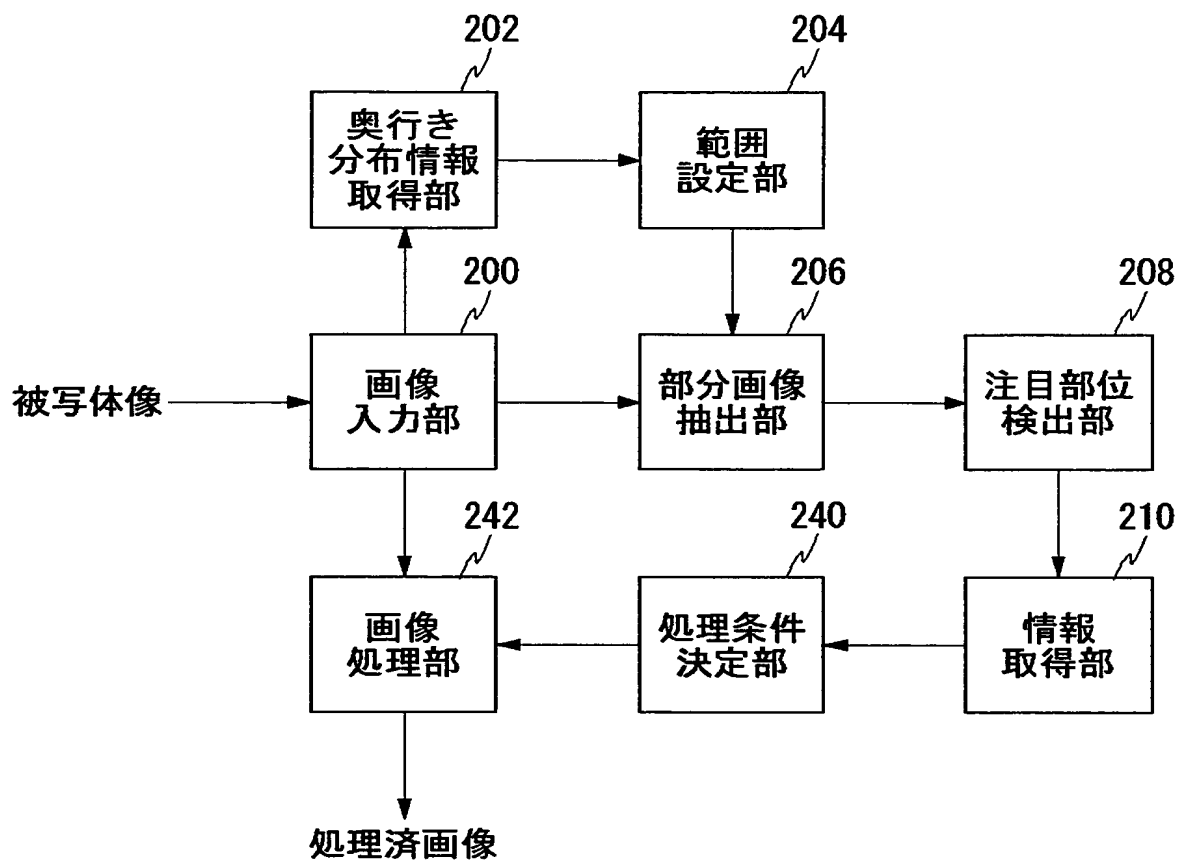 202
204
奥行き
分布情報
取得部
範囲
設定部
200
206
208
被写体像
画像
入力部
部分画像
抽出部
注目部位
検出部
242
240
210
画像
処理部
処理条件
決定部
情報
取得部
処理済画像